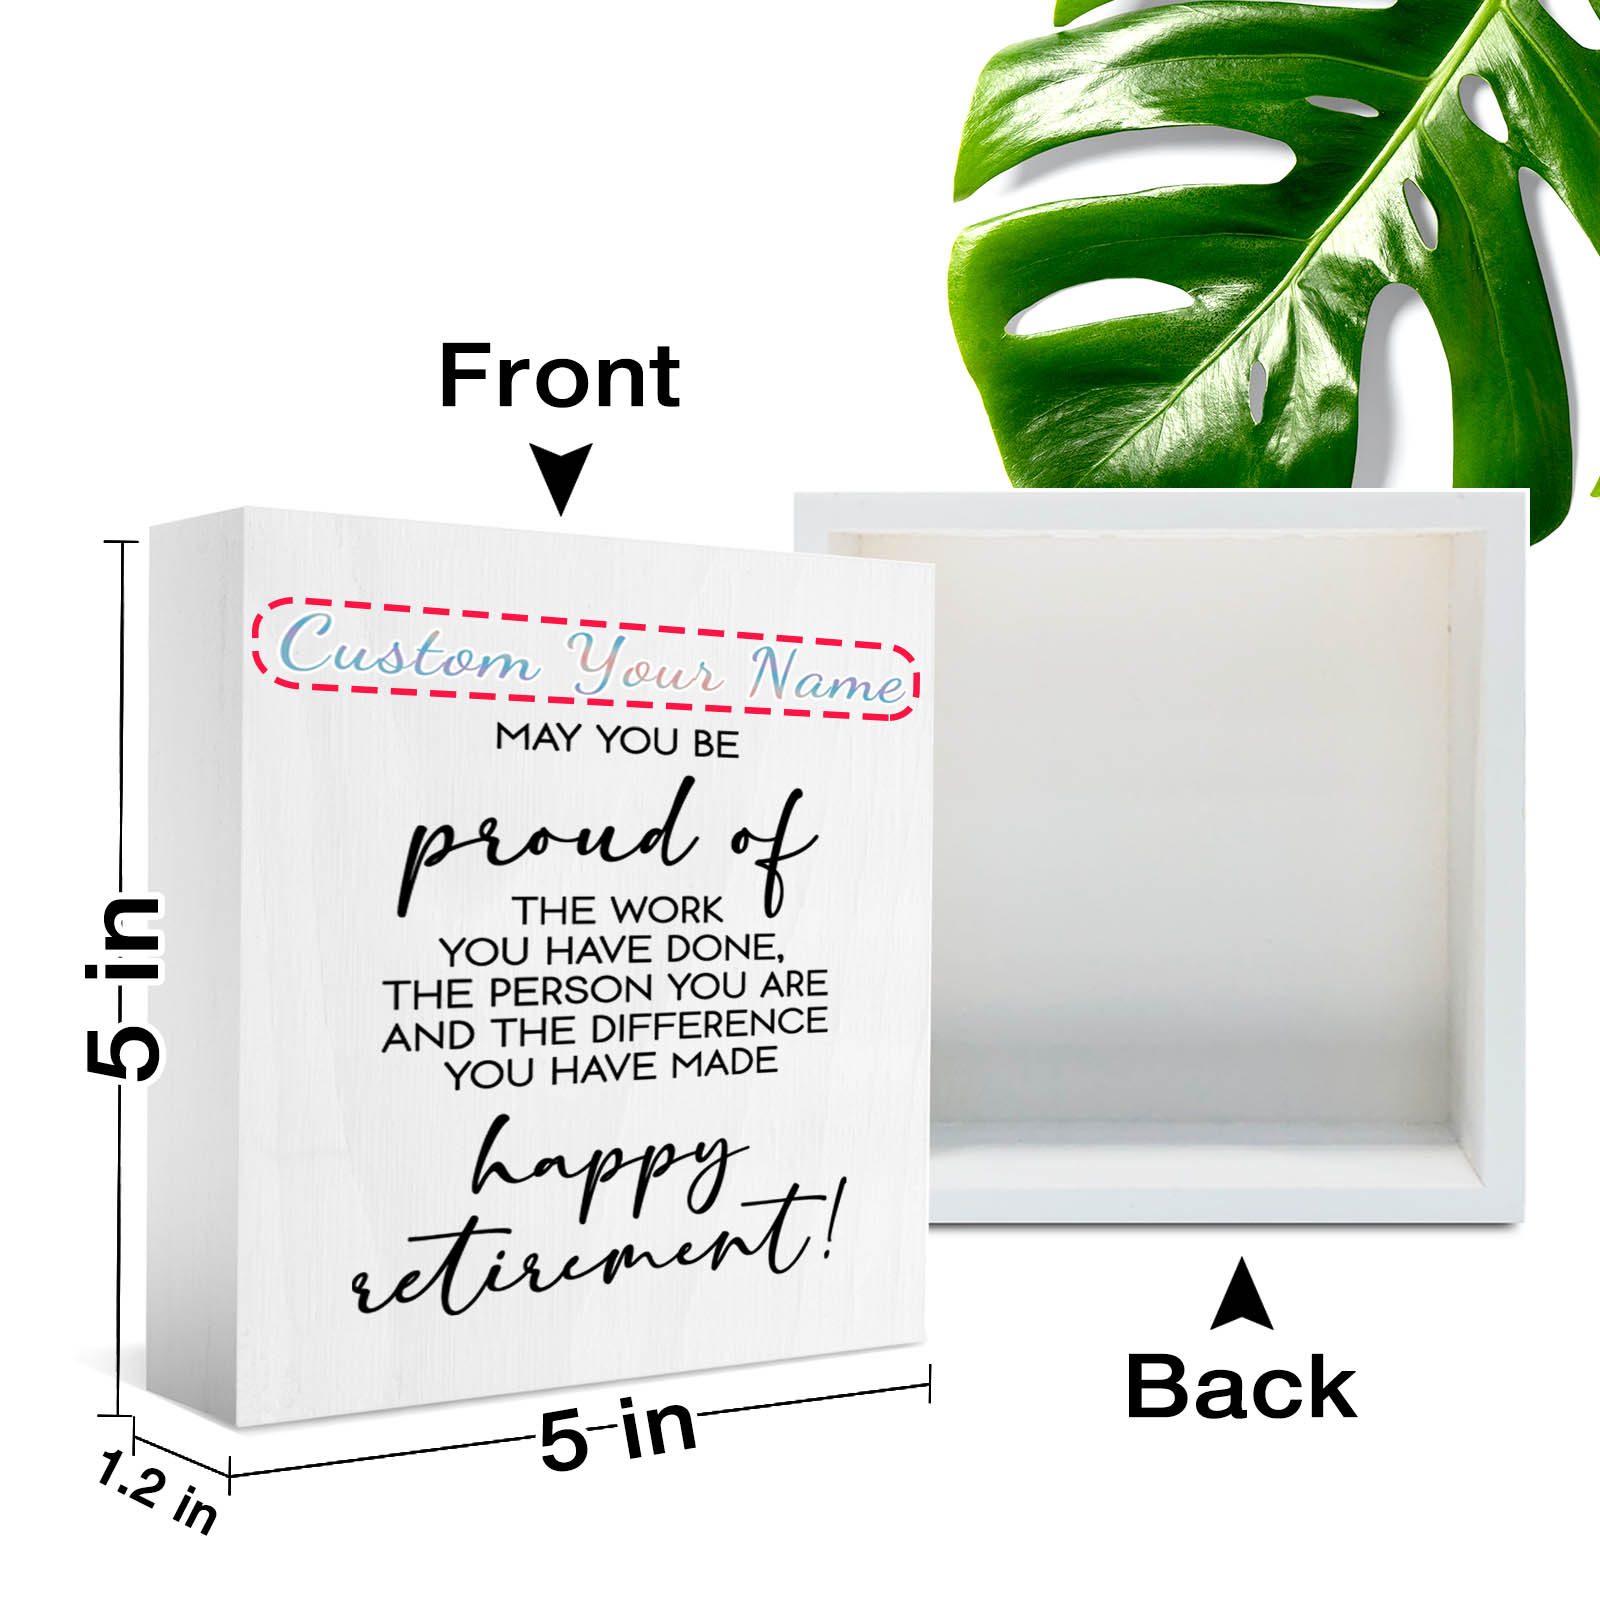 Front
Custom Your Name
MAY YOU BE
proud of
THE WORK
YOU HAVE DONE,
THE PERSON YOU ARE
AND THE DIFFERENCE
YOU HAVE MADE
happy
retirement!
5 in
5 in
1.2 in
Back